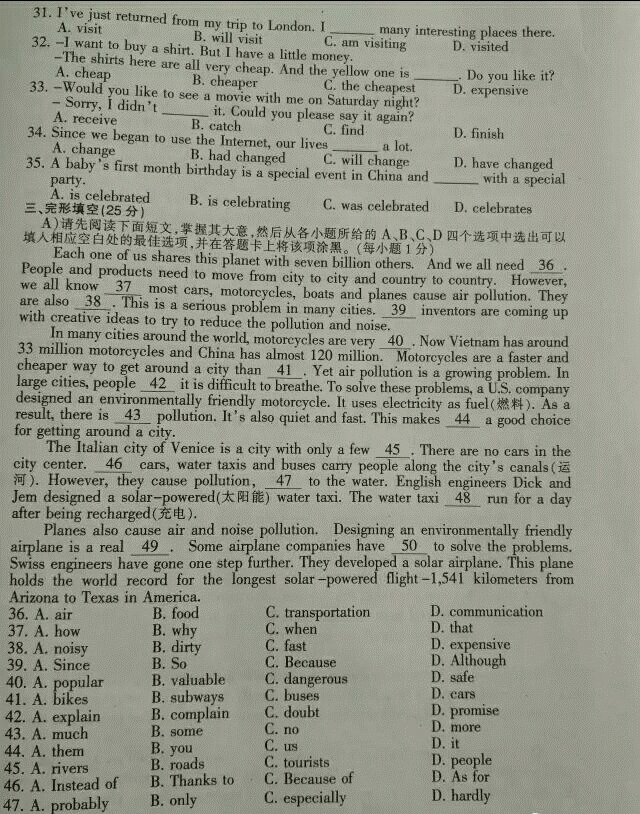 31. I've just returned from my trip to London. I ______ many interesting places there.
A. visit B. will visit C. am visiting D. visited
32. –I want to buy a shirt. But I have a little money.
–The shirts here are all very cheap. And the yellow one is ______. Do you like it?
A. cheap B. cheaper C. the cheapest D. expensive
33. –Would you like to see a movie with me on Saturday night?
– Sorry, I didn't ______ it. Could you please say it again?
A. receive B. catch C. find D. finish
34. Since we began to use the Internet, our lives ______ a lot.
A. change B. had changed C. will change D. have changed
35. A baby's first month birthday is a special event in China and ______ with a special
party.
A. is celebrated B. is celebrating C. was celebrated D. celebrates
三、完形填空(25分)
A)请先阅读下面短文,掌握其大意,然后从各小题所给的 A、B、C、D 四个选项中选出可以
填入相应空白处的最佳选项,并在答题卡上将该项涂黑。(每小题1分)
Each one of us shares this planet with seven billion others. And we all need 36 .
People and products need to move from city to city and country to country. However,
we all know 37 most cars, motorcycles, boats and planes cause air pollution. They
are also 38 . This is a serious problem in many cities. 39 inventors are coming up
with creative ideas to try to reduce the pollution and noise.
In many cities around the world, motorcycles are very 40 . Now Vietnam has around
33 million motorcycles and China has almost 120 million. Motorcycles are a faster and
cheaper way to get around a city than 41 . Yet air pollution is a growing problem. In
large cities, people 42 it is difficult to breathe. To solve these problems, a U.S. company
designed an environmentally friendly motorcycle. It uses electricity as fuel(燃料). As a
result, there is 43 pollution. It's also quiet and fast. This makes 44 a good choice
for getting around a city.
The Italian city of Venice is a city with only a few 45 . There are no cars in the
city center. 46 cars, water taxis and buses carry people along the city's canals(运
河). However, they cause pollution, 47 to the water. English engineers Dick and
Jem designed a solar-powered(太阳能) water taxi. The water taxi 48 run for a day
after being recharged(充电).
Planes also cause air and noise pollution. Designing an environmentally friendly
airplane is a real 49 . Some airplane companies have 50 to solve the problems.
Swiss engineers have gone one step further. They developed a solar airplane. This plane
holds the world record for the longest solar–powered flight–1,541 kilometers from
Arizona to Texas in America.
36. A. air B. food C. transportation D. communication
37. A. how B. why C. when D. that
38. A. noisy B. dirty C. fast D. expensive
39. A. Since B. So C. Because D. Although
40. A. popular B. valuable C. dangerous D. safe
41. A. bikes B. subways C. buses D. cars
42. A. explain B. complain C. doubt D. promise
43. A. much B. some C. no D. more
44. A. them B. you C. us D. it
45. A. rivers B. roads C. tourists D. people
46. A. Instead of B. Thanks to C. Because of D. As for
47. A. probably B. only C. especially D. hardly